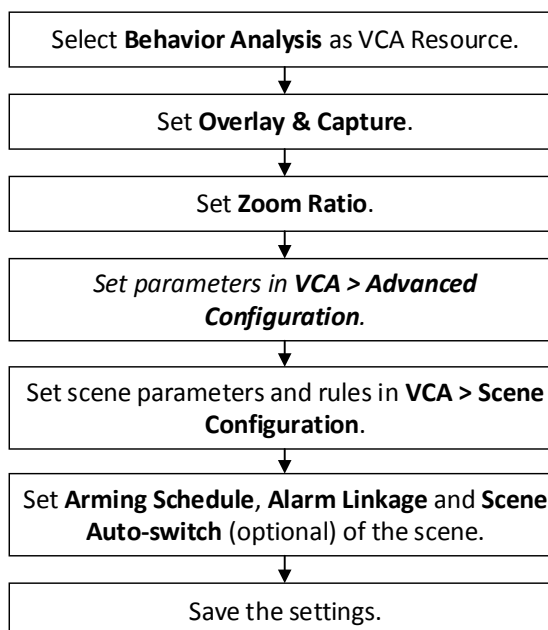 Select Behavior Analysis as VCA Resource.
Set Overlay & Capture.
Set Zoom Ratio.
Set parameters in VCA > Advanced
Configuration.
Set scene parameters and rules in VCA > Scene
Configuration.
Set Arming Schedule, Alarm Linkage and Scene
Auto-switch (optional) of the scene.
Save the settings.